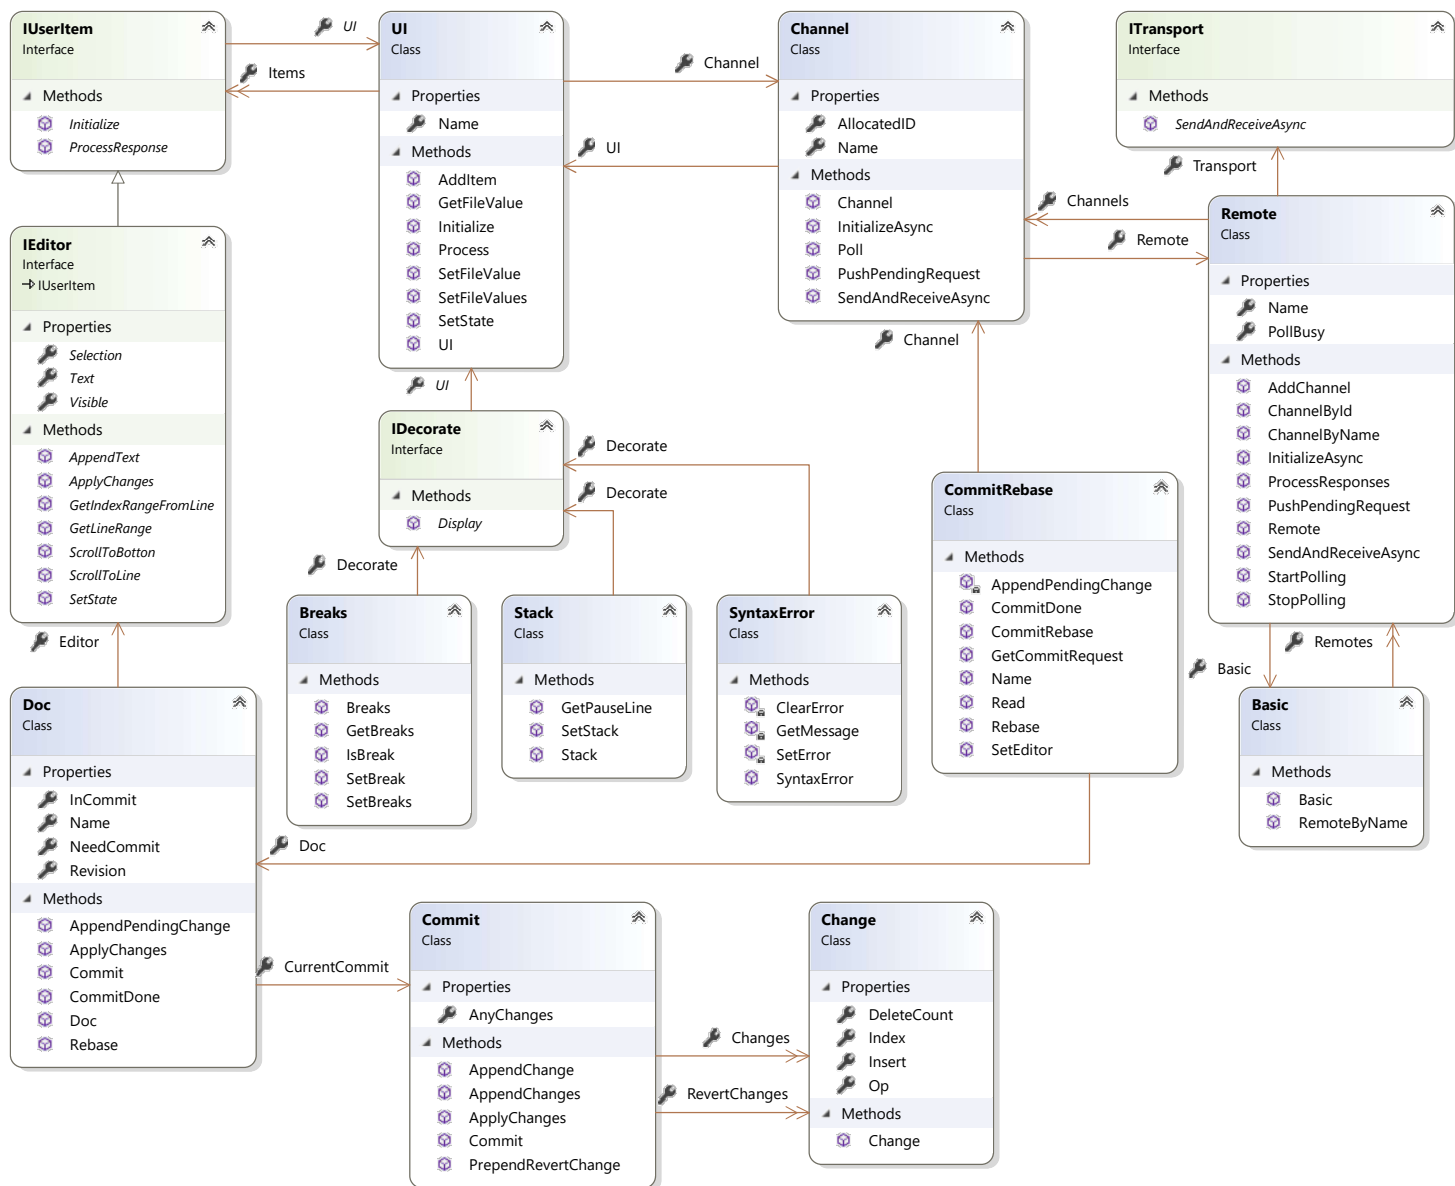 IUserItem
Interface
Methods
Initialize
ProcessResponse
UI
Items
UI
Class
Properties
Name
Methods
AddItem
GetFileValue
Initialize
Process
SetFileValue
SetFileValues
SetState
UI
Channel
UI
Channel
Class
Properties
AllocatedID
Name
Methods
Channel
InitializeAsync
Poll
PushPendingRequest
SendAndReceiveAsync
ITransport
Interface
Methods
SendAndReceiveAsync
Transport
Channels
Remote
Remote
Class
Properties
Name
PollBusy
Methods
AddChannel
ChannelById
ChannelByName
InitializeAsync
ProcessResponses
PushPendingRequest
Remote
SendAndReceiveAsync
StartPolling
StopPolling
IEditor
Interface
IUserItem
Properties
Selection
Text
Visible
Methods
AppendText
ApplyChanges
GetIndexRangeFromLine
GetLineRange
ScrollToBotton
ScrollToLine
SetState
Editor
UI
IDecorate
Interface
Methods
Display
Decorate
Decorate
Decorate
Channel
CommitRebase
Class
Methods
AppendPendingChange
CommitDone
CommitRebase
GetCommitRequest
Name
Read
Rebase
SetEditor
Breaks
Class
Methods
Breaks
GetBreaks
IsBreak
SetBreak
SetBreaks
Stack
Class
Methods
GetPauseLine
SetStack
Stack
SyntaxError
Class
Methods
ClearError
GetMessage
SetError
SyntaxError
Remotes
Basic
Basic
Class
Methods
Basic
RemoteByName
Doc
Class
Properties
InCommit
Name
NeedCommit
Revision
Methods
AppendPendingChange
ApplyChanges
Commit
CommitDone
Doc
Rebase
Doc
CurrentCommit
Commit
Class
Properties
AnyChanges
Methods
AppendChange
AppendChanges
ApplyChanges
Commit
PrependRevertChange
Changes
RevertChanges
Change
Class
Properties
DeleteCount
Index
Insert
Op
Methods
Change